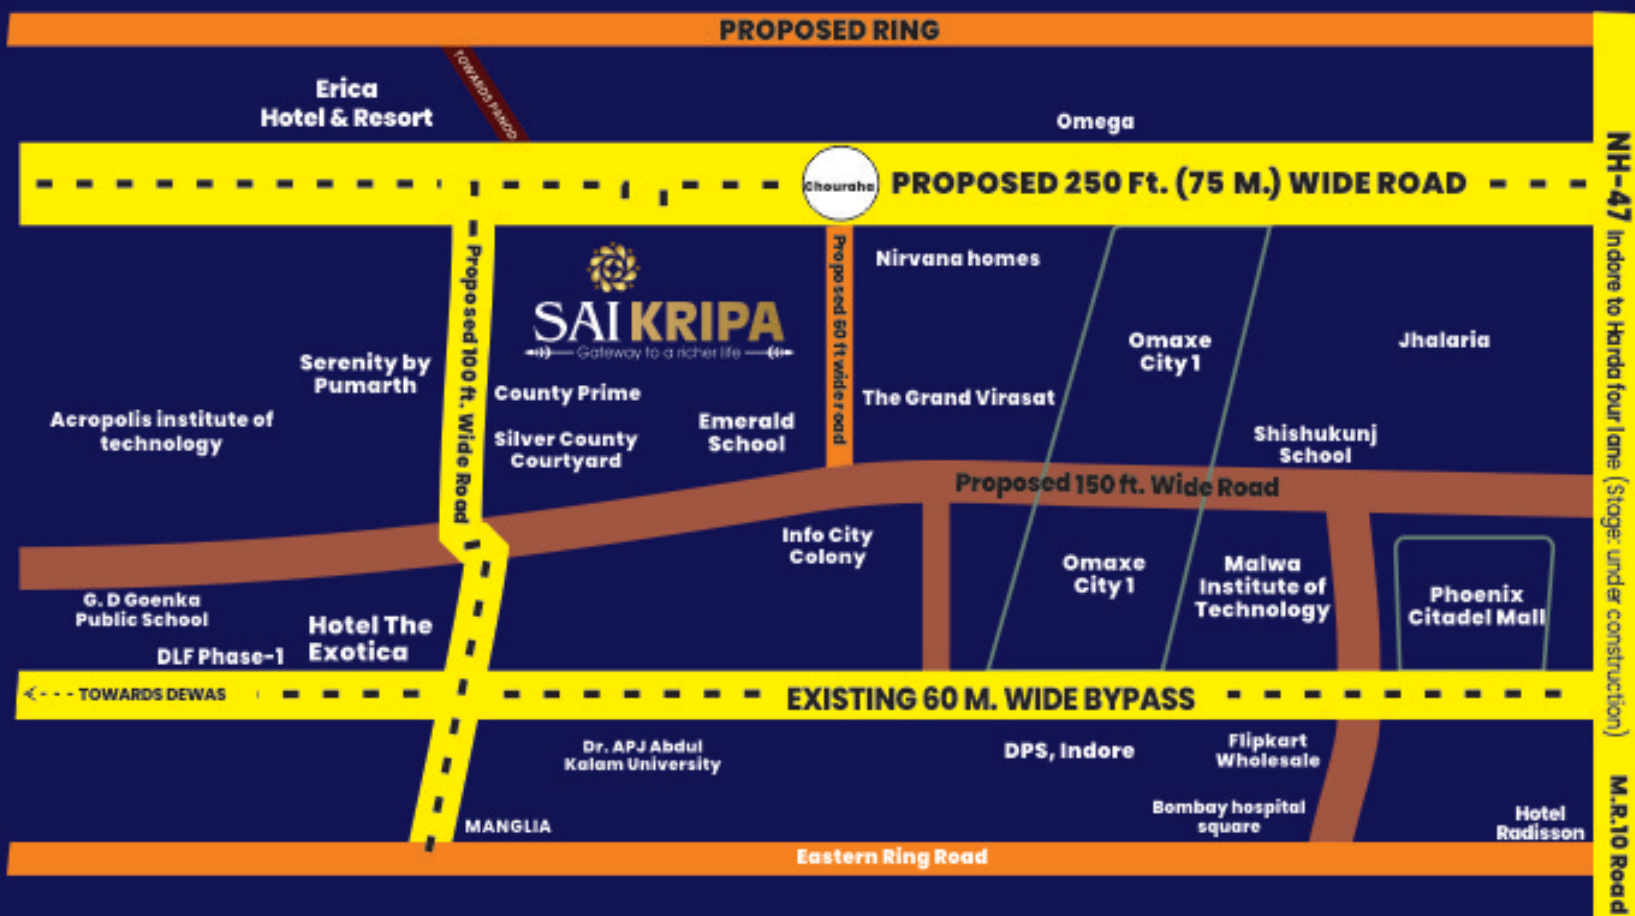 PROPOSED RING
TOWARDS PANOD
Erica
Hotel & Resort
Omega
Chouraha
PROPOSED 250 Ft. (75 M.) WIDE ROAD
NH-47 Indore to Harda four lane (Stage: under construction)
M.R.10 Road
Proposed 100 ft. Wide Road
SAI KRIPA
Gateway to a richer life
Proposed 60 ft wide road
Nirvana homes
Omaxe
City 1
Jhalaria
Serenity by
Pumarth
County Prime
The Grand Virasat
Acropolis institute of
technology
Silver County
Courtyard
Emerald
School
Shishukunj
School
Proposed 150 ft. Wide Road
Info City
Colony
Omaxe
City 1
Malwa
Institute of
Technology
Phoenix
Citadel Mall
G. D Goenka
Public School
Hotel The
Exotica
DLF Phase-1
<--- TOWARDS DEWAS
EXISTING 60 M. WIDE BYPASS
Dr. APJ Abdul
Kalam University
DPS, Indore
Flipkart
Wholesale
MANGLIA
Bombay hospital
square
Hotel
Radisson
Eastern Ring Road